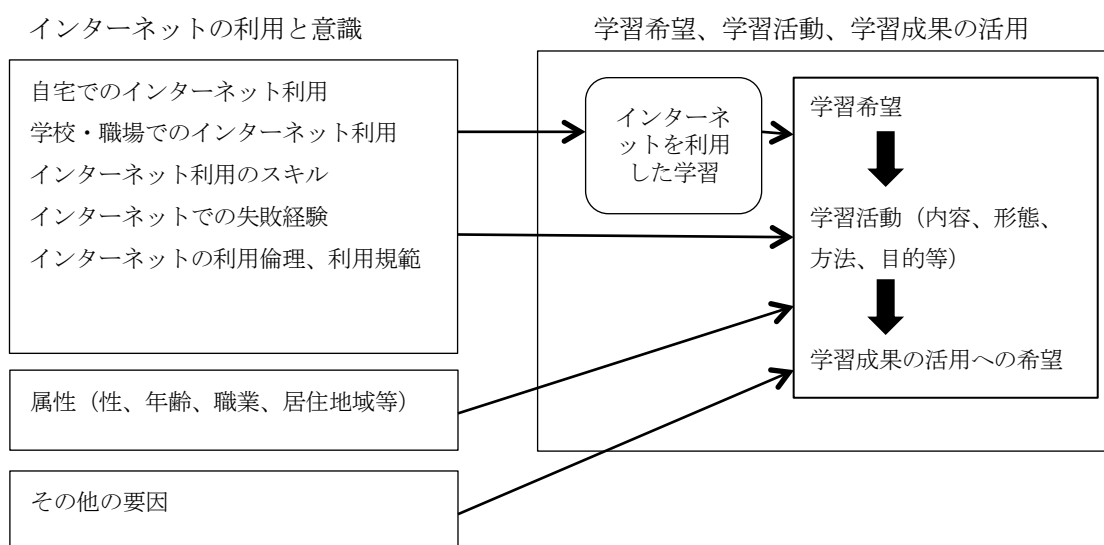 インターネットの利用と意識
学習希望、学習活動、学習成果の活用
自宅でのインターネット利用
学校・職場でのインターネット利用
インターネット利用のスキル
インターネットでの失敗経験
インターネットの利用倫理、利用規範
インターネ
ットを利用
した学習
学習希望
学習活動（内容、形態、
方法、目的等）
学習成果の活用への希望
属性（性、年齢、職業、居住地域等）
その他の要因